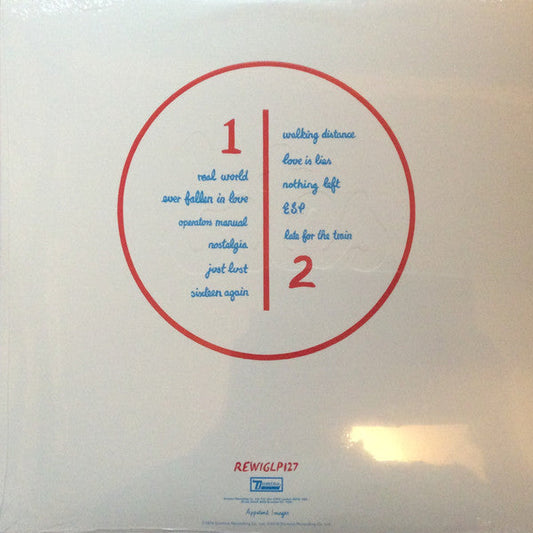 1
real world
ever fallen in love
operators manual
nostalgia
just lust
sixteen again
walking distance
love is lies
nothing left
ESP
late for the train
2
REWIGLP127
Apparent Images